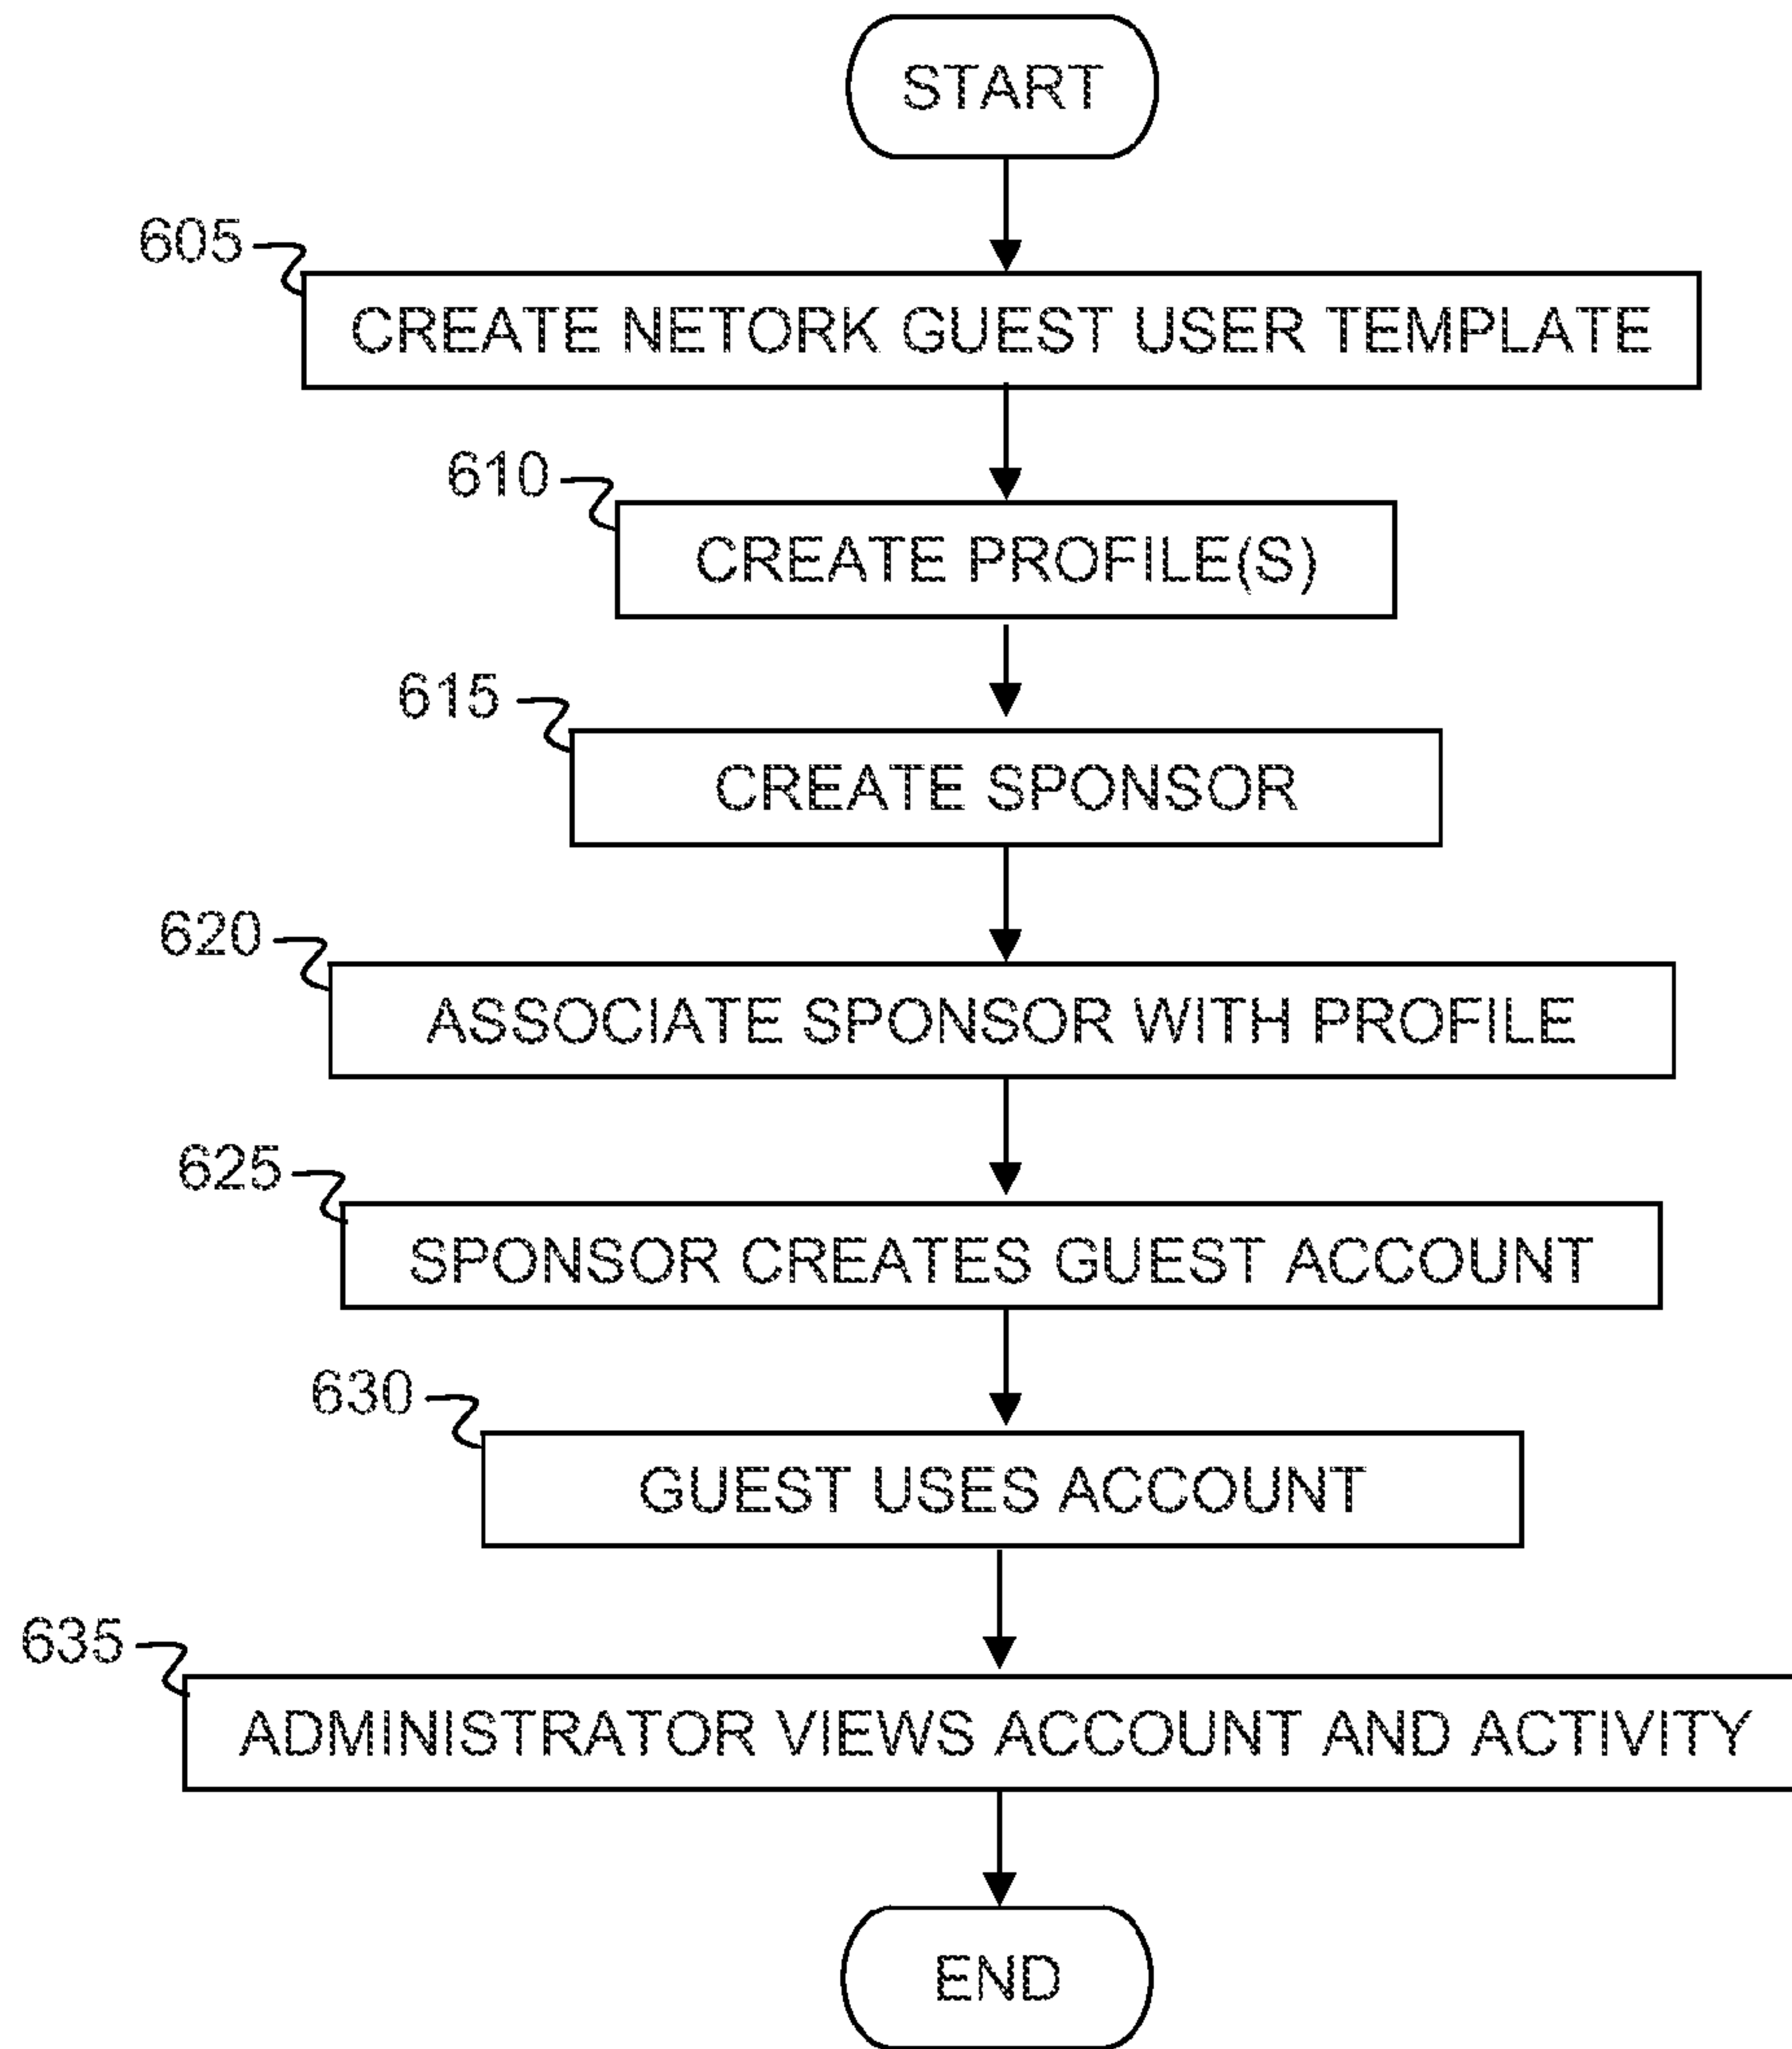 START
605
CREATE NETORK GUEST USER TEMPLATE
610
CREATE PROFILE(S)
615
CREATE SPONSOR
620
ASSOCIATE SPONSOR WITH PROFILE
625
SPONSOR CREATES GUEST ACCOUNT
630
GUEST USES ACCOUNT
635
ADMINISTRATOR VIEWS ACCOUNT AND ACTIVITY
END